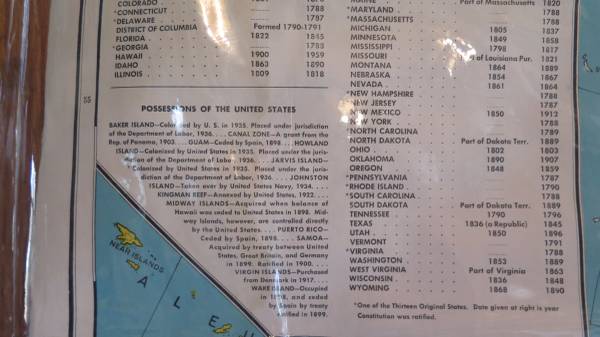 COLORADO 1876
*CONNECTICUT 1788
*DELAWARE 1787
DISTRICT OF COLUMBIA Formed 1790-1791
FLORIDA 1822 1845
*GEORGIA 1788
HAWAII 1900 1959
IDAHO 1863 1890
ILLINOIS 1809 1818
55
POSSESSIONS OF THE UNITED STATES
BAKER ISLAND—Colonized by U. S. in 1935. Placed under jurisdiction
of the Department of Labor, 1936. . . . CANAL ZONE—A grant from the
Rep. of Panama, 1903. . . . GUAM—Ceded by Spain, 1898. . . . HOWLAND
ISLAND—Colonized by United States in 1935. Placed under the juris-
diction of the Department of Labor, 1936. . . . JARVIS ISLAND—
Colonized by United States in 1935. Placed under the juris-
diction of the Department of Labor, 1936. . . . JOHNSTON
ISLAND—Taken over by United States Navy, 1934. . . .
KINGMAN REEF—Annexed by United States, 1922. . . .
MIDWAY ISLANDS—Acquired when balance of
Hawaii was ceded to United States in 1898. Mid-
way Islands, however, are controlled directly
by the United States. . . . PUERTO RICO—
Ceded by Spain, 1898. . . . SAMOA—
Acquired by treaty between United
States, Great Britain, and Germany
in 1899. Ratified in 1900. . . .
VIRGIN ISLANDS—Purchased
from Denmark in 1917. . . .
WAKE ISLAND—Occupied
in 1898, and ceded
by Spain by treaty
ratified in 1899.
NEAR ISLANDS
A L E U
MAINE Part of Massachusetts 1820
*MARYLAND 1788
*MASSACHUSETTS 1788
MICHIGAN 1805 1837
MINNESOTA 1849 1858
MISSISSIPPI 1798 1817
MISSOURI Part of Louisiana Pur. 1821
MONTANA 1864 1889
NEBRASKA 1854 1867
NEVADA 1861 1864
*NEW HAMPSHIRE 1788
*NEW JERSEY 1787
NEW MEXICO 1850 1912
*NEW YORK 1788
*NORTH CAROLINA 1789
NORTH DAKOTA Part of Dakota Terr. 1889
OHIO 1802 1803
OKLAHOMA 1890 1907
OREGON 1848 1859
*PENNSYLVANIA 1787
*RHODE ISLAND 1790
*SOUTH CAROLINA 1788
SOUTH DAKOTA Part of Dakota Terr. 1889
TENNESSEE 1790 1796
TEXAS 1836 (a Republic) 1845
UTAH 1850 1896
VERMONT 1791
*VIRGINIA 1788
WASHINGTON 1853 1889
WEST VIRGINIA Part of Virginia 1863
WISCONSIN 1836 1848
WYOMING 1868 1890
*One of the Thirteen Original States. Date given at right is year
Constitution was ratified.